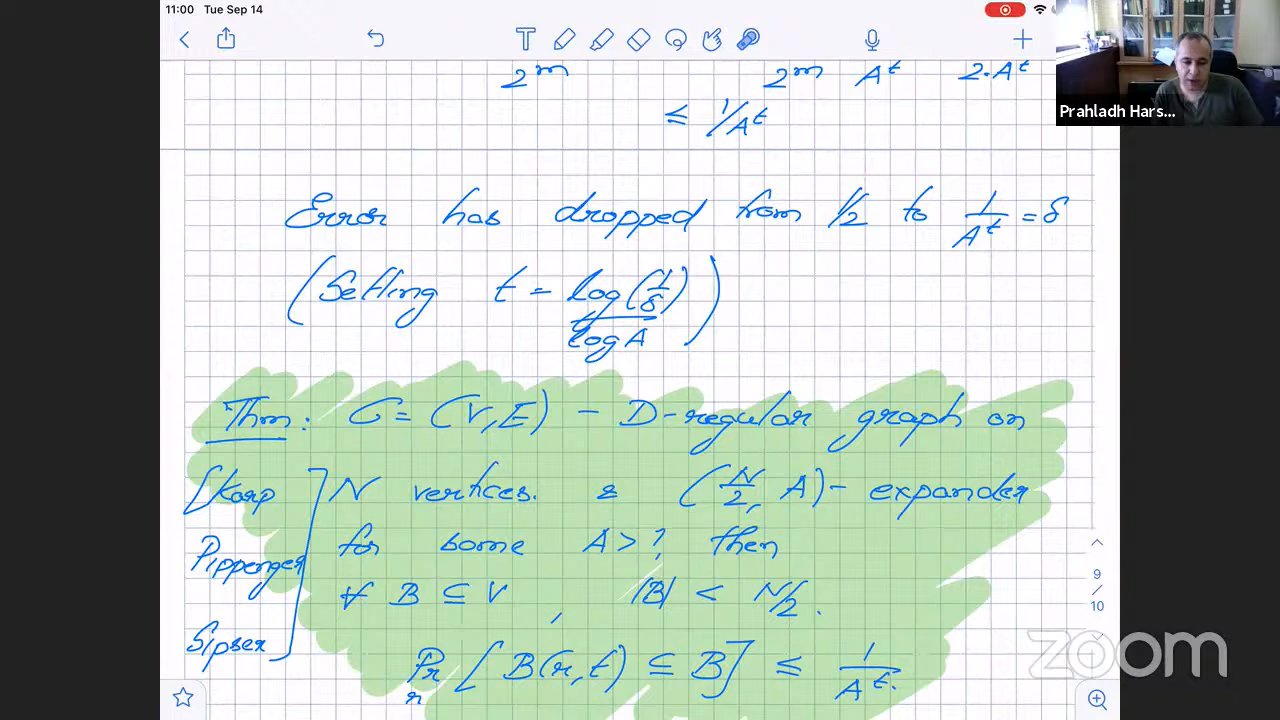 11:00 Tue Sep 14
Prahladh Hars...
2^m 2^m A^t 2·A^t
≤ 1/A^t
Error has dropped from 1/2 to 1/A^t = δ
(Setting t = log(1/δ)/log A)
Thm: G = (V, E) - D-regular graph on
[Karp N vertices. & (N/2, A) - expander
Pippenger for some A > 1, then
∀ B ⊆ V, |B| < N/2.
Sipser]
Pr_r [B(r, t) ⊆ B] ≤ 1/A^t.
9
10
zoom